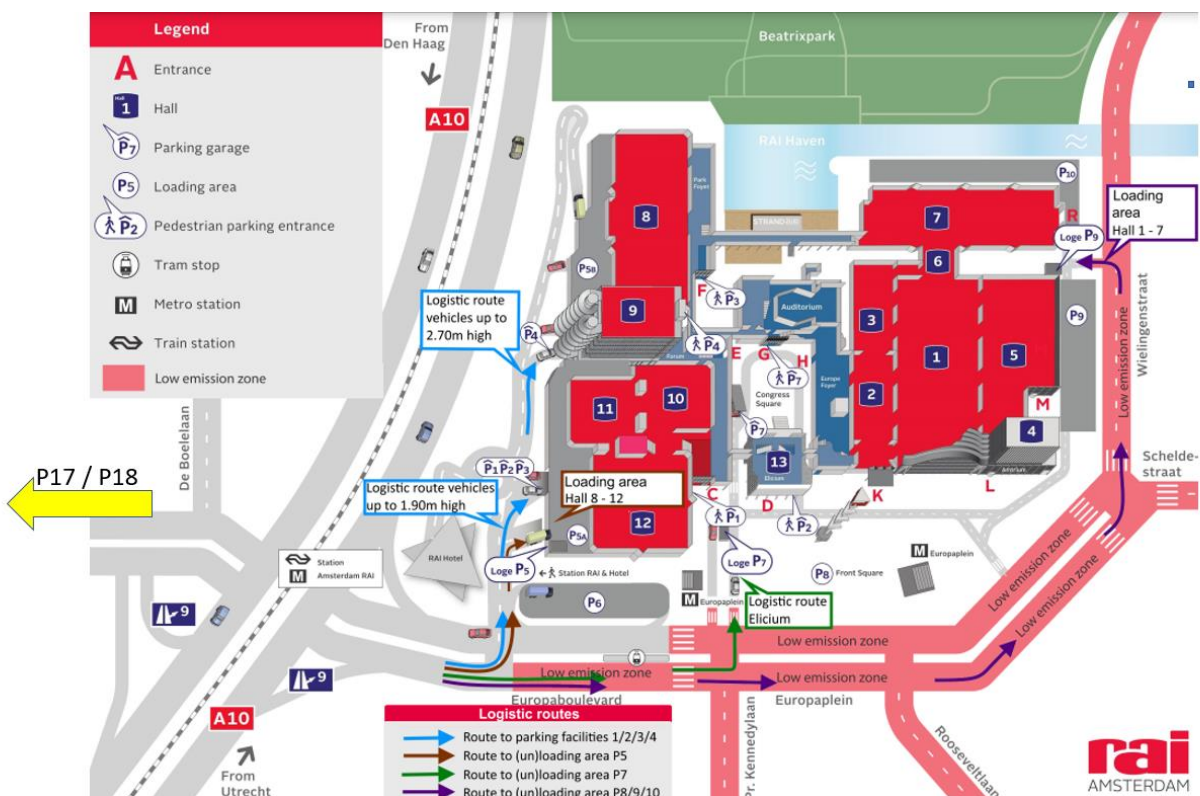 Legend
A Entrance
Hall 1 Hall
P7 Parking garage
P5 Loading area
P2 Pedestrian parking entrance
Tram stop
M Metro station
Train station
Low emission zone
From
Den Haag
A10
Beatrixpark
RAI Haven
Park
Foyer
STRANDZUID
8
7
P10
R
Loading
area
Hall 1 - 7
Loge P9
6
P5B
F
P3
Auditorium
9
3
P9
Logistic route
vehicles up to
2.70m high
P4
P4
Forum
E
G
H
P7
1
5
Wielingenstraat
Low emission zone
Europe
Foyer
Congress
Square
2
M
4
Atrium
11
10
P7
13
Elicium
De Boelelaan
P17 / P18
P1 P2 P3
Loading area
Hall 8 - 12
Logistic route vehicles
up to 1.90m high
C
D
K
L
Schelde-
straat
12
P1
P2
P5A
RAI Hotel
Loge P5
Loge P7
Station
M Amsterdam RAI
Station RAI & Hotel
M Europaplein
P8 Front Square
M Europaplein
P6
Logistic route
Elicium
9
Low emission zone
Low emission zone
Low emission zone
Low emission zone
Low emission zone
9
Europaboulevard
Europaplein
A10
From
Utrecht
Pr. Kennedylaan
Rooseveltlaan
Logistic routes
Route to parking facilities 1/2/3/4
Route to (un)loading area P5
Route to (un)loading area P7
Route to (un)loading area P8/9/10
rai
AMSTERDAM